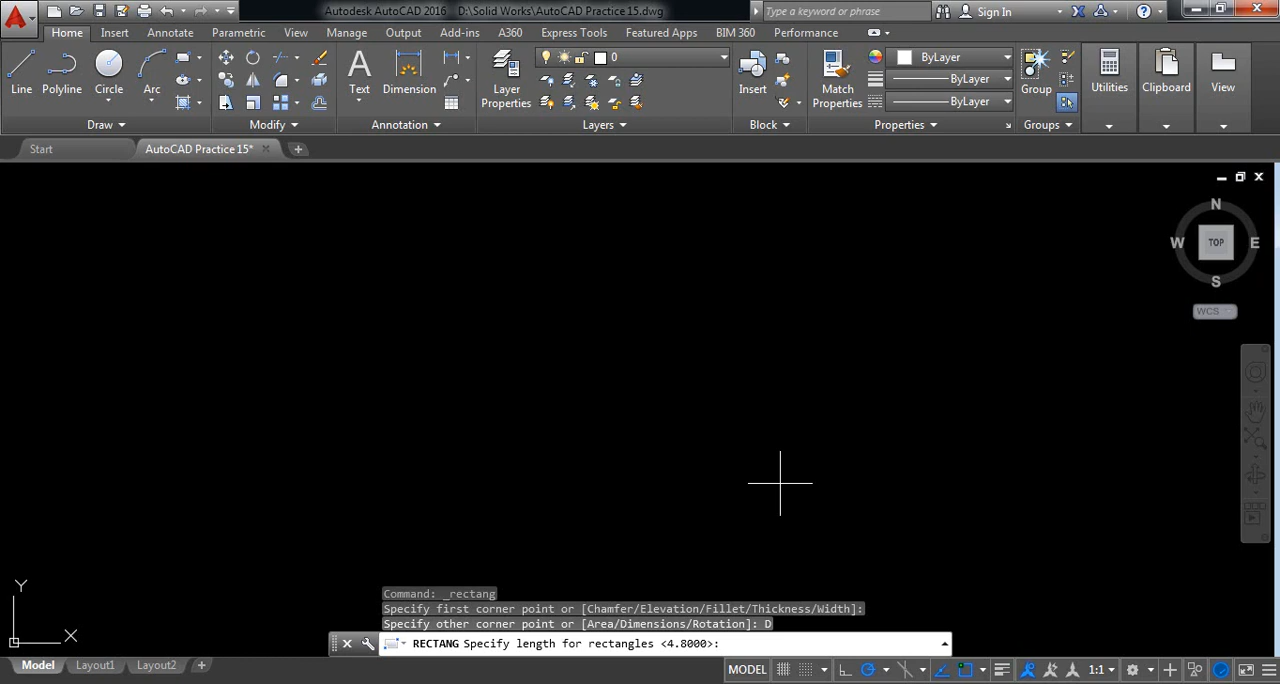 Autodesk AutoCAD 2016 D:\Solid Works\AutoCAD Practice 15.dwg Type a keyword or phrase Sign In
Home Insert Annotate Parametric View Manage Output Add-ins A360 Express Tools Featured Apps BIM 360 Performance
0 ByLayer
Line Polyline Circle Arc Text Dimension Layer Properties Insert Match Properties ByLayer Group Utilities Clipboard View
ByLayer
Draw Modify Annotation Layers Block Properties Groups
Start AutoCAD Practice 15*
N
W TOP E
S
WCS
Y
X
Command: _rectang
Specify first corner point or [Chamfer/Elevation/Fillet/Thickness/Width]:
Specify other corner point or [Area/Dimensions/Rotation]: D
RECTANG Specify length for rectangles <4.8000>:
Model Layout1 Layout2 MODEL 1:1